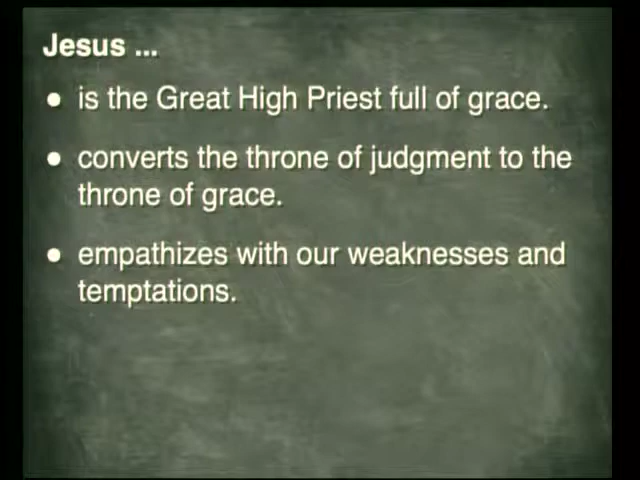 Jesus ...
● is the Great High Priest full of grace.
● converts the throne of judgment to the
throne of grace.
● empathizes with our weaknesses and
temptations.